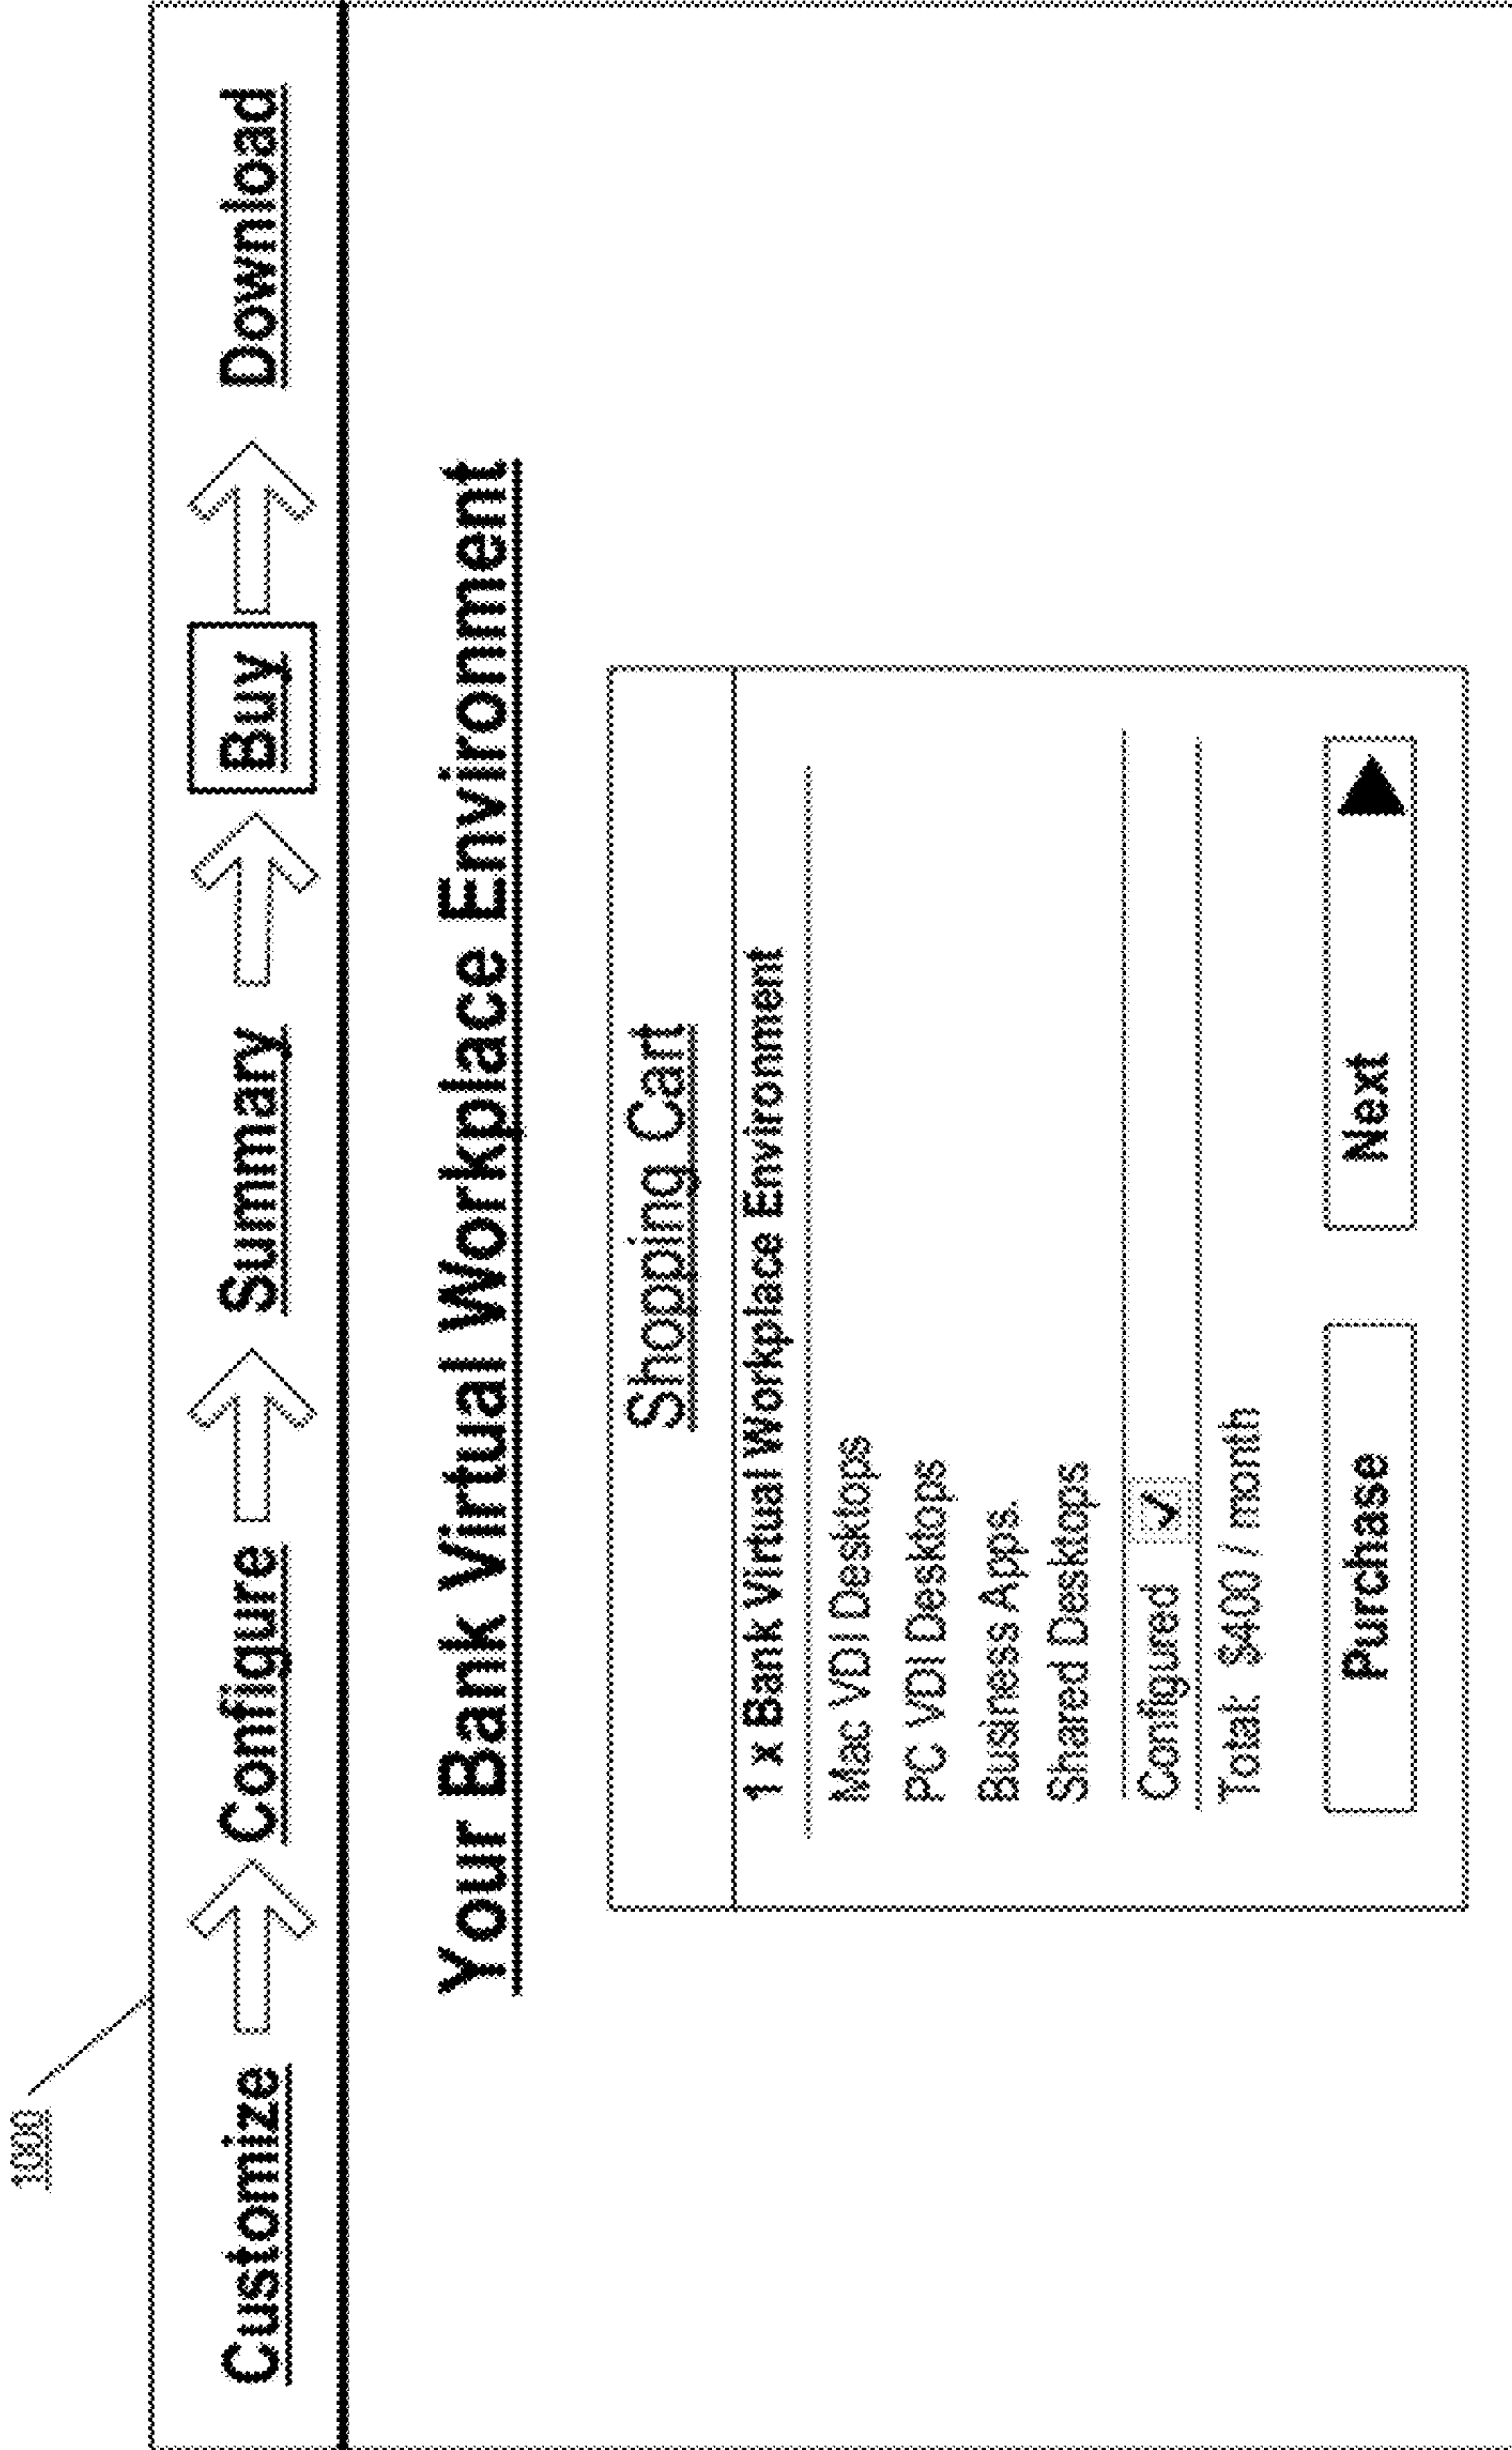 1000
Customize Configure Summary Buy Download
Your Bank Virtual Workplace Environment
Shopping Cart
1 x Bank Virtual Workplace Environment
Mac VDI Desktops
PC VDI Desktops
Business Apps.
Shared Desktops
Configured
Total: $400 / month
Purchase Next